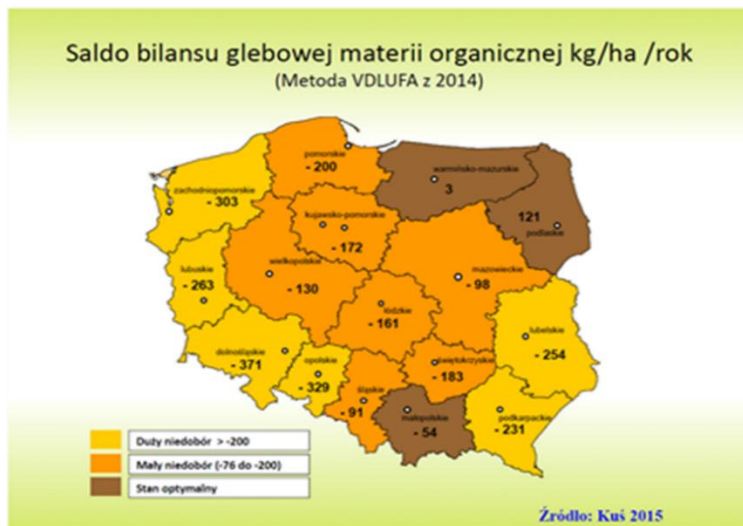 Saldo bilansu glebowej materii organicznej kg/ha /rok
(Metoda VDLUFA z 2014)
pomorskie
- 200
warmińsko-mazurskie
3
zachodniopomorskie
- 303
121
podlaskie
kujawsko-pomorskie
- 172
wielkopolskie
- 130
mazowieckie
- 98
lubuskie
- 263
łódzkie
- 161
lubelskie
- 254
dolnośląskie
- 371
opolskie
- 329
świętokrzyskie
- 183
śląskie
- 91
małopolskie
- 54
podkarpackie
- 231
Duży niedobór > -200
Mały niedobór (-76 do -200)
Stan optymalny
Źródło: Kuś 2015